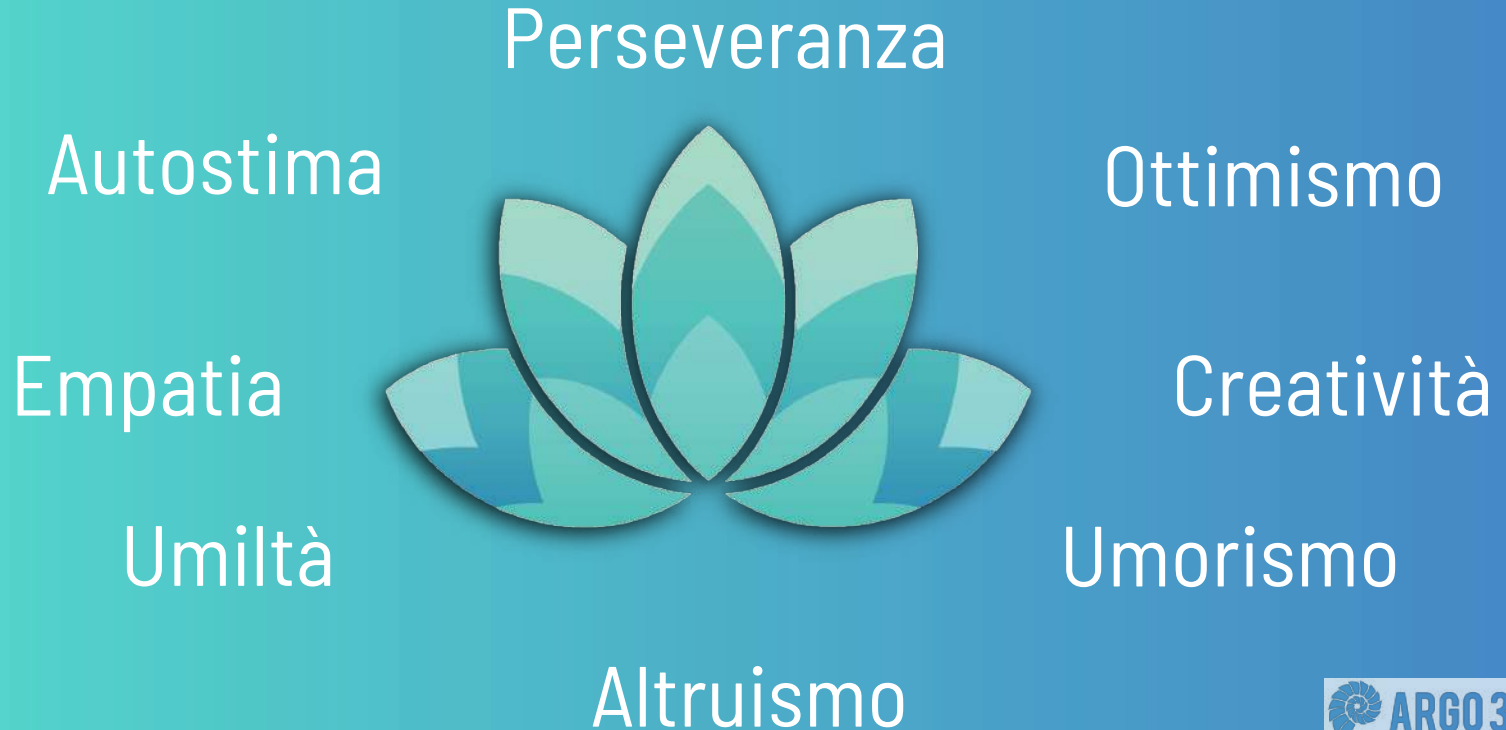 Perseveranza
Autostima
Ottimismo
Empatia
Creatività
Umiltà
Umorismo
Altruismo
ARGO 3